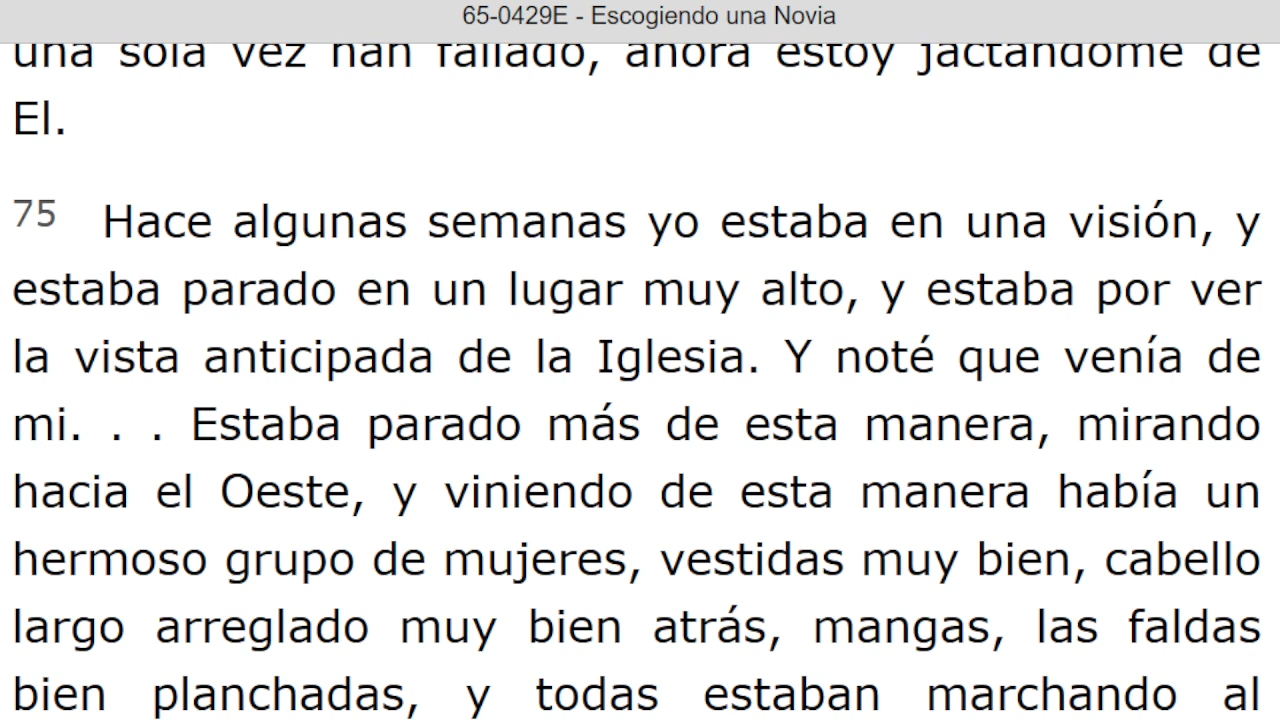 65-0429E - Escogiendo una Novia
una sola vez han fallado, ahora estoy jactándome de
El.
75 Hace algunas semanas yo estaba en una visión, y
estaba parado en un lugar muy alto, y estaba por ver
la vista anticipada de la Iglesia. Y noté que venía de
mi. . . Estaba parado más de esta manera, mirando
hacia el Oeste, y viniendo de esta manera había un
hermoso grupo de mujeres, vestidas muy bien, cabello
largo arreglado muy bien atrás, mangas, las faldas
bien planchadas, y todas estaban marchando al